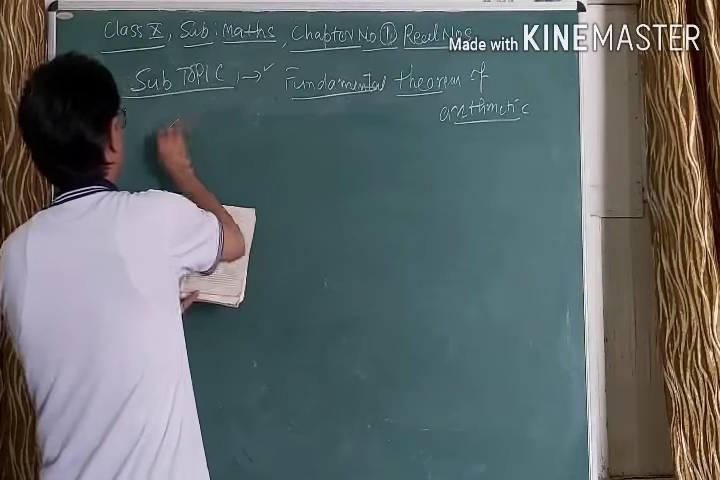 Class X, Sub: Maths, Chapter No ① Real Nos
Made with KINEMASTER
Sub TOPIC :→ Fundamental theorem of
arithmetic